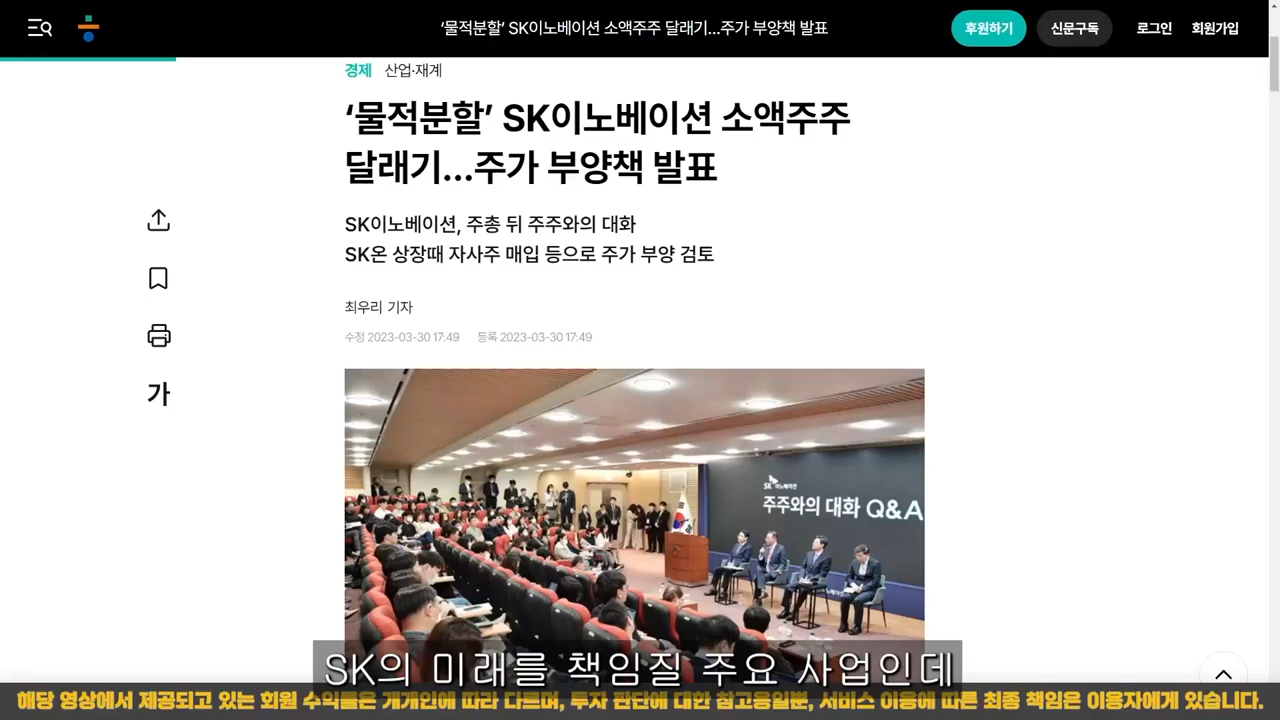 ‘물적분할’ SK이노베이션 소액주주 달래기...주가 부양책 발표
후원하기
신문구독
로그인
회원가입
경제 산업·재계
‘물적분할’ SK이노베이션 소액주주
달래기...주가 부양책 발표
SK이노베이션, 주총 뒤 주주와의 대화
SK온 상장때 자사주 매입 등으로 주가 부양 검토
최우리 기자
수정 2023-03-30 17:49 등록 2023-03-30 17:49
가
SK이노베이션
주주와의 대화 Q&A
SK의 미래를 책임질 주요 사업인데
해당 영상에서 제공되고 있는 회원 수익률은 개개인에 따라 다르며, 투자 판단에 대한 참고용일뿐, 서비스 이용에 따른 최종 책임은 이용자에게 있습니다.